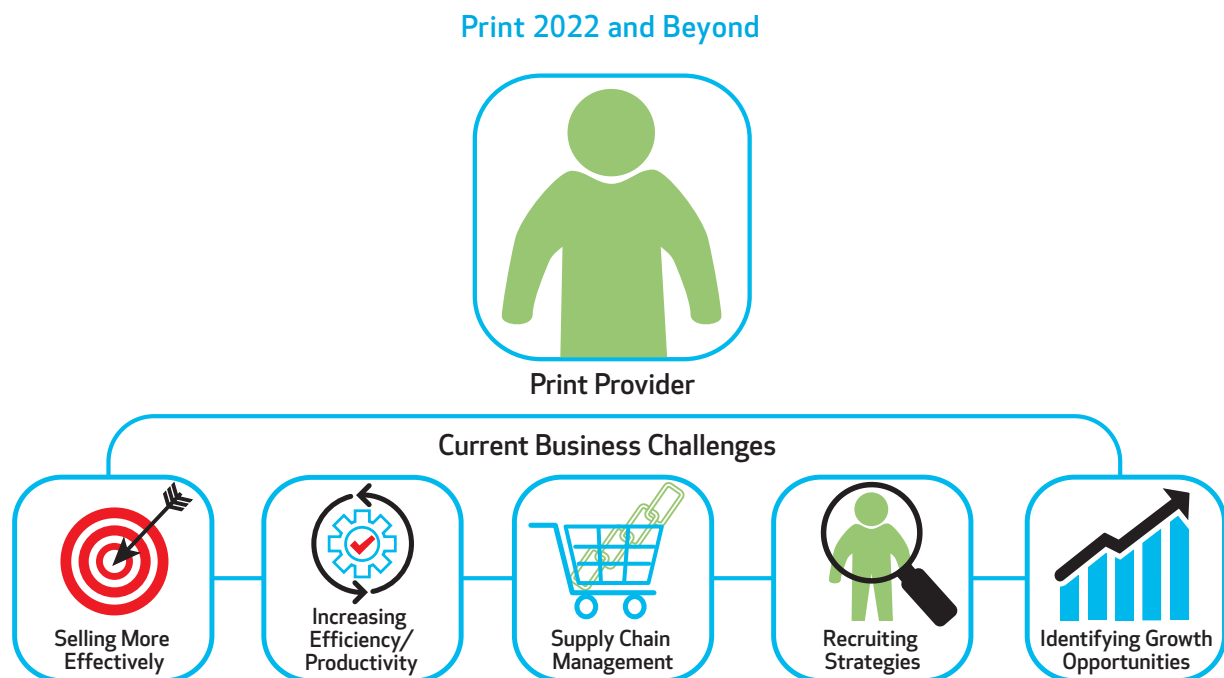 Print 2022 and Beyond
Print Provider
Current Business Challenges
Selling More
Effectively
Increasing
Efficiency/
Productivity
Supply Chain
Management
Recruiting
Strategies
Identifying Growth
Opportunities